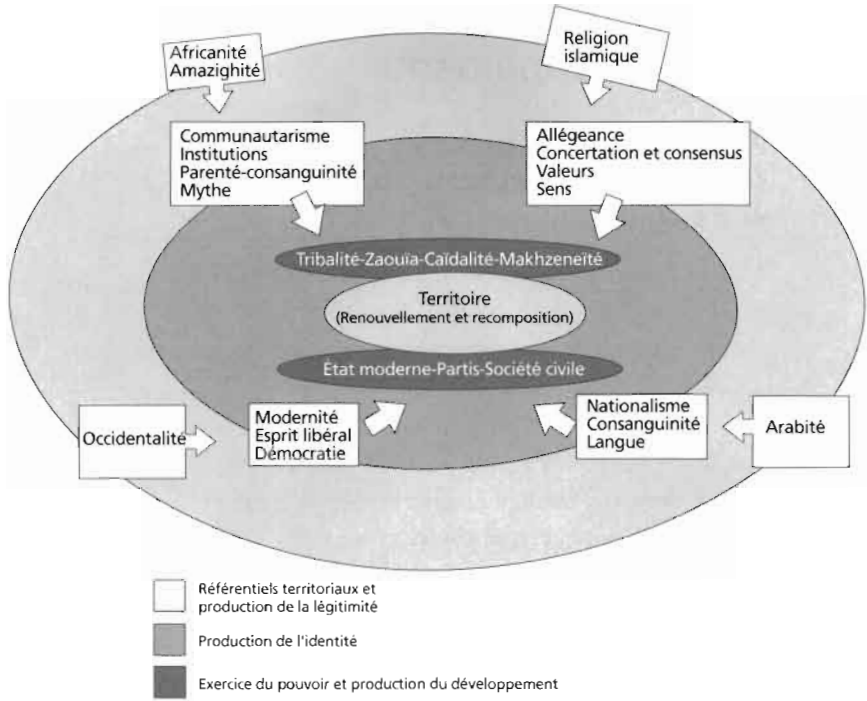 Africanité
Amazighité
Religion
islamique
Communautarisme
Institutions
Parenté-consanguinité
Mythe
Allégeance
Concertation et consensus
Valeurs
Sens
Tribalité-Zaouïa-Caïdalité-Makhzeneïté
Territoire
(Renouvellement et recomposition)
État moderne-Partis-Société civile
Occidentalité
Modernité
Esprit libéral
Démocratie
Nationalisme
Consanguinité
Langue
Arabité
Référentiels territoriaux et
production de la légitimité
Production de l'identité
Exercice du pouvoir et production du développement